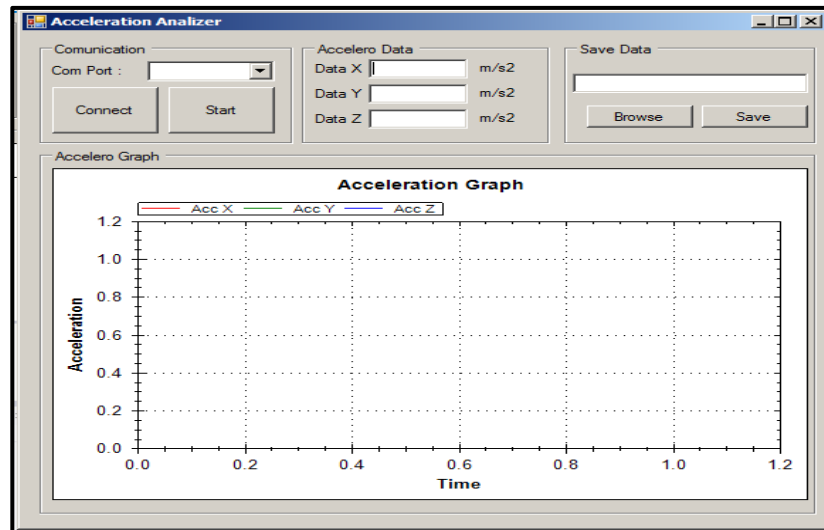 Acceleration Analizer
Comunication
Com Port :
Connect
Start
Accelero Data
Data X
m/s2
Data Y
m/s2
Data Z
m/s2
Save Data
Browse
Save
Accelero Graph
Acceleration Graph
Acc X Acc Y Acc Z
Acceleration
1.2
1.0
0.8
0.6
0.4
0.2
0.0
0.0 0.2 0.4 0.6 0.8 1.0 1.2
Time